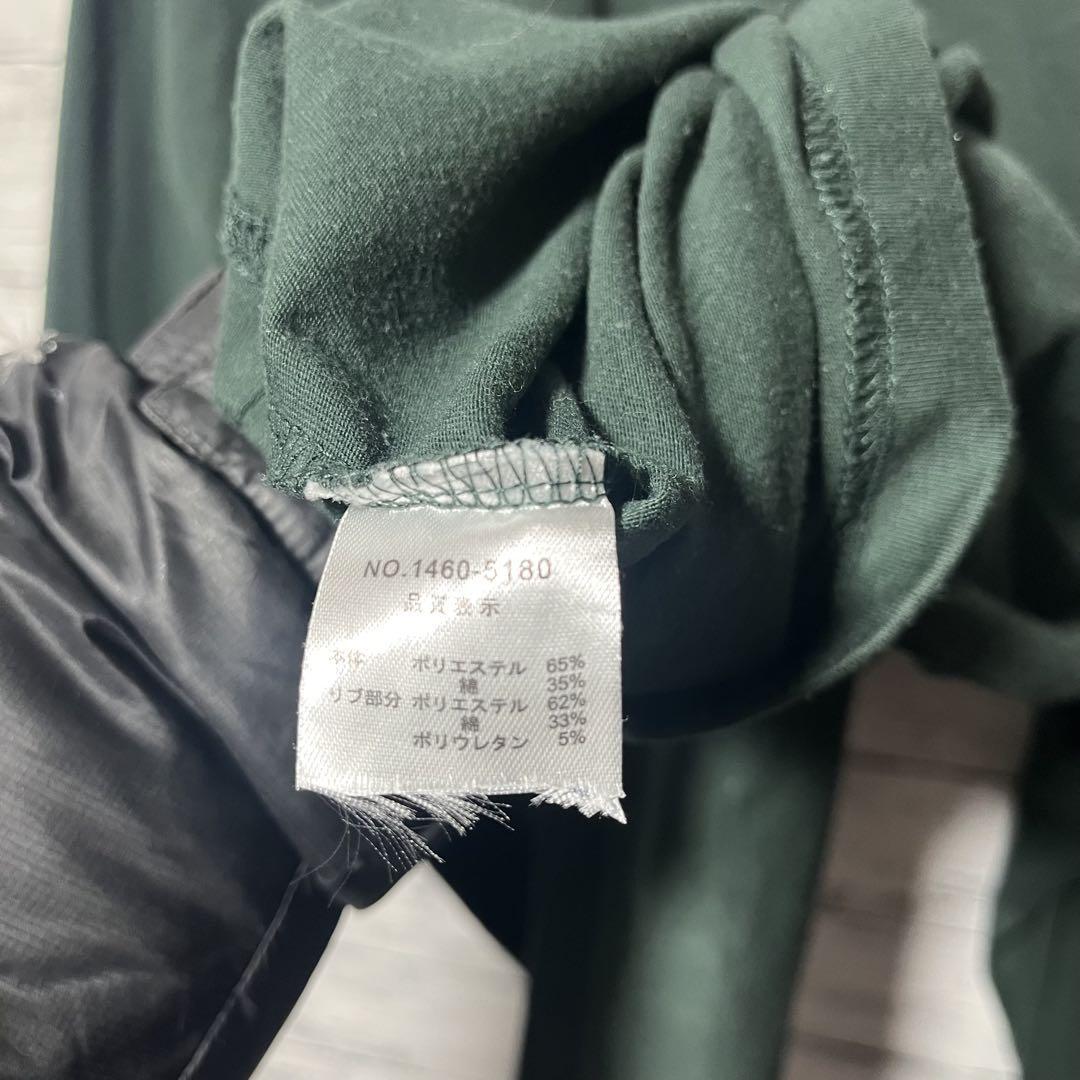 NO.1460-5180
品質表示
本体 ポリエステル 65%
綿 35%
リブ部分 ポリエステル 62%
綿 33%
ポリウレタン 5%